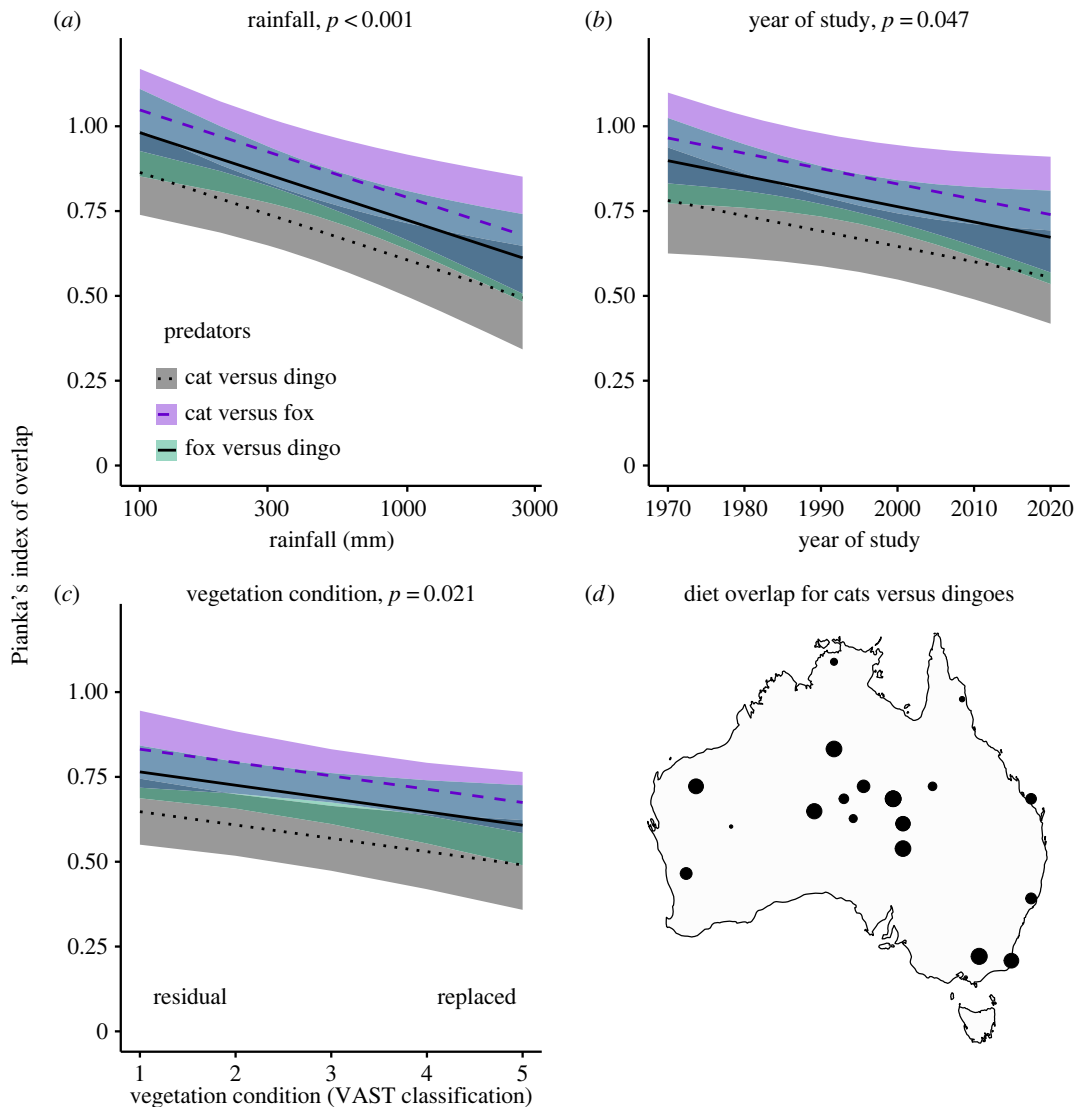 (a) rainfall, p < 0.001
1.00
0.75
0.50
0.25
0
predators
cat versus dingo
cat versus fox
fox versus dingo
100 300 1000 3000
rainfall (mm)
(b) year of study, p = 0.047
1.00
0.75
0.50
0.25
0
1970 1980 1990 2000 2010 2020
year of study
Pianka's index of overlap
(c) vegetation condition, p = 0.021
1.00
0.75
0.50
0.25
0
residual replaced
1 2 3 4 5
vegetation condition (VAST classification)
(d) diet overlap for cats versus dingoes